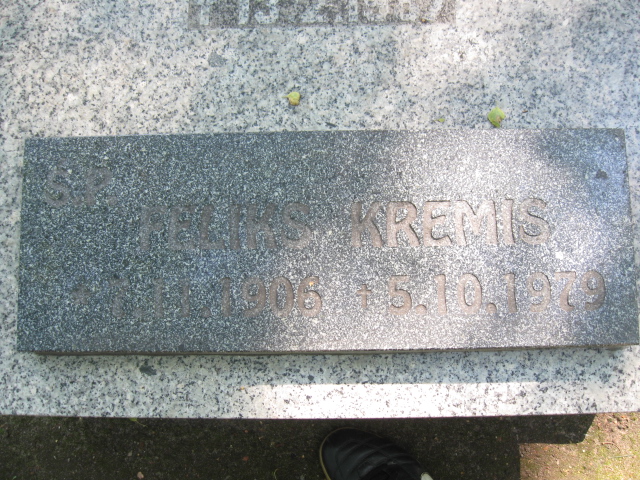 Ś.P.
FELIKS KREMIS
* 1.11.1906 + 5.10.1979